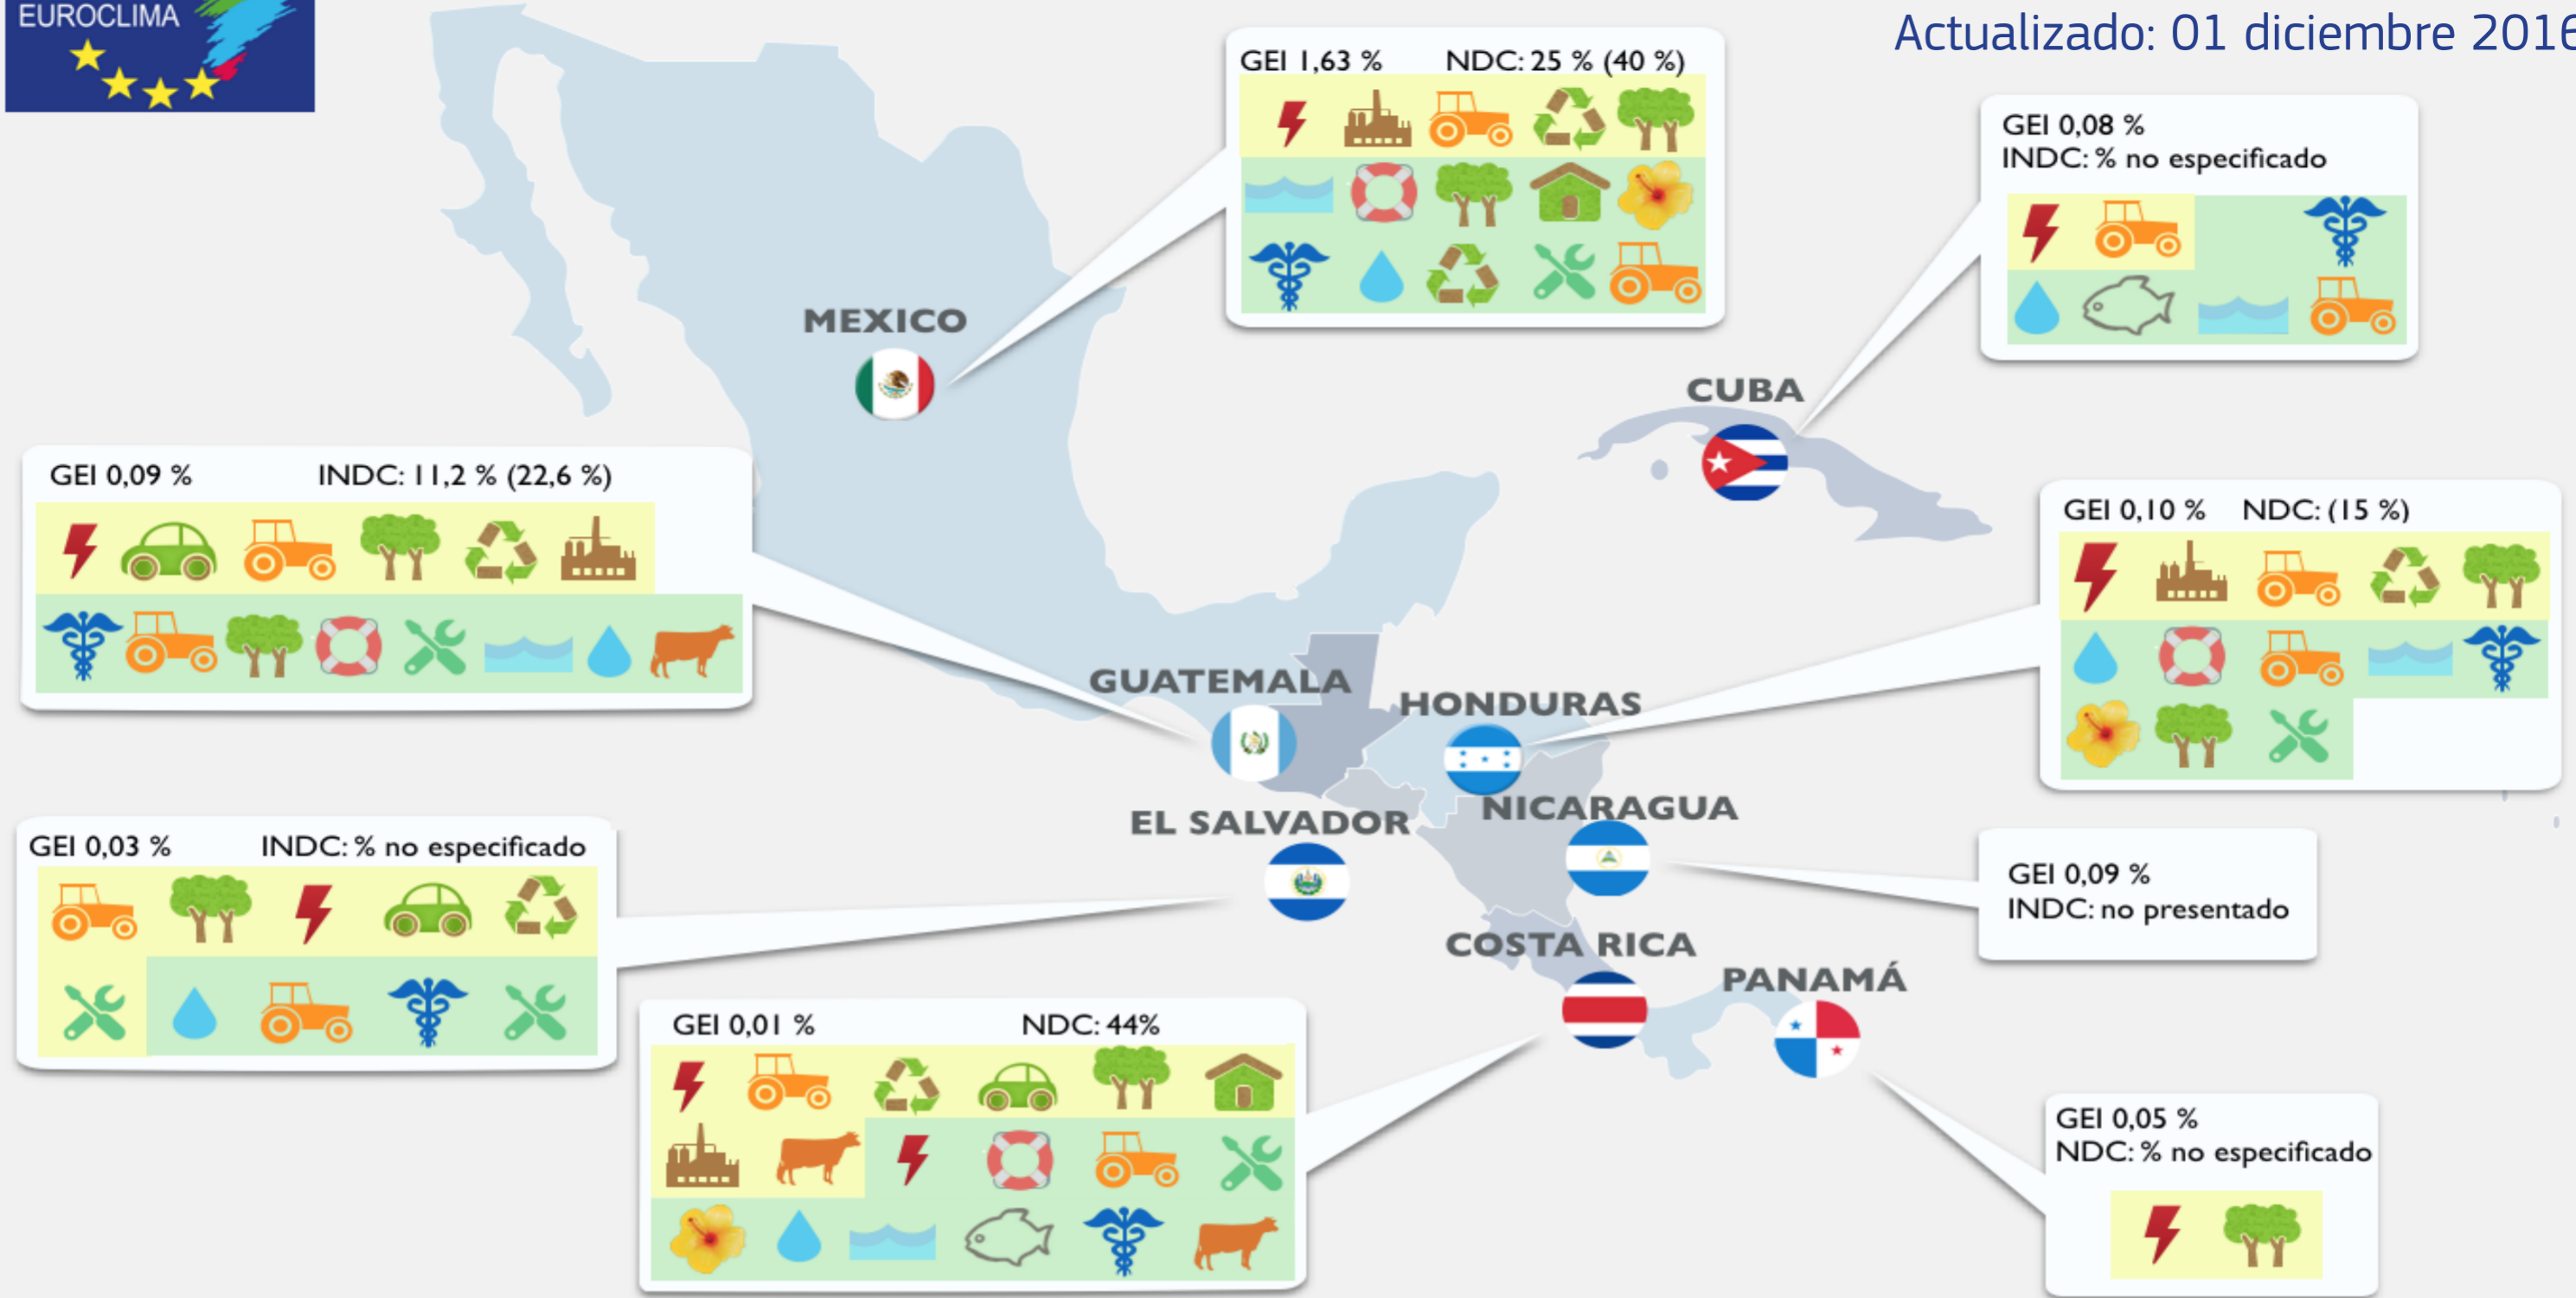 EUROCLIMA
Actualizado: 01 diciembre 2016
GEI 1,63 % NDC: 25 % (40 %)
GEI 0,08 %
INDC: % no especificado
MEXICO
CUBA
GEI 0,09 % INDC: 11,2 % (22,6 %)
GEI 0,10 % NDC: (15 %)
GUATEMALA
HONDURAS
EL SALVADOR
NICARAGUA
GEI 0,03 % INDC: % no especificado
GEI 0,09 %
INDC: no presentado
COSTA RICA
PANAMÁ
GEI 0,01 % NDC: 44%
GEI 0,05 %
NDC: % no especificado